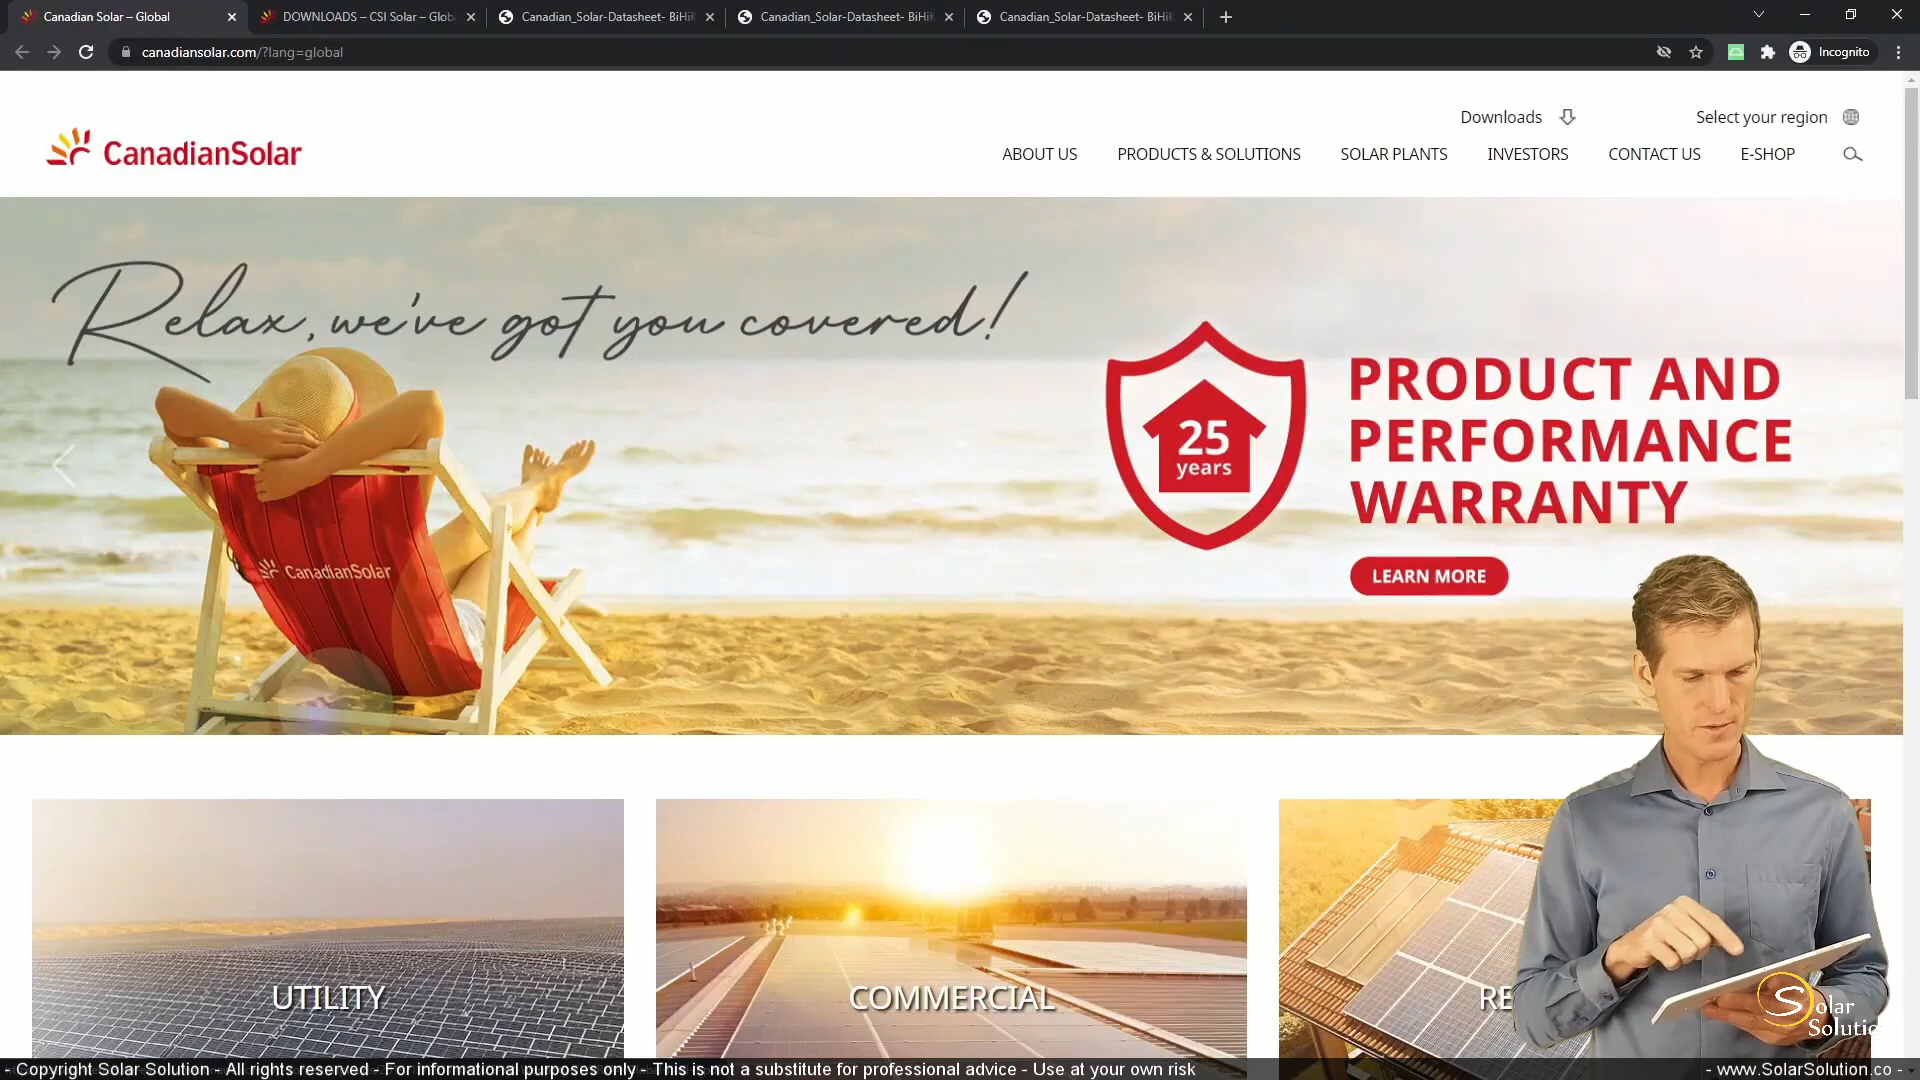 Canadian Solar – Global
DOWNLOADS – CSI Solar – Glob
Canadian_Solar-Datasheet- BiHiK
Canadian_Solar-Datasheet- BiHiK
Canadian_Solar-Datasheet- BiHiK
canadiansolar.com/?lang=global
Incognito
Downloads
Select your region
CanadianSolar
ABOUT US
PRODUCTS & SOLUTIONS
SOLAR PLANTS
INVESTORS
CONTACT US
E-SHOP
Relax, we've got you covered!
25
years
PRODUCT AND
PERFORMANCE
WARRANTY
LEARN MORE
CanadianSolar
UTILITY
COMMERCIAL
RE
Solar
Soluti
- Copyright Solar Solution - All rights reserved - For informational purposes only - This is not a substitute for professional advice - Use at your own risk
- www.SolarSolution.co -